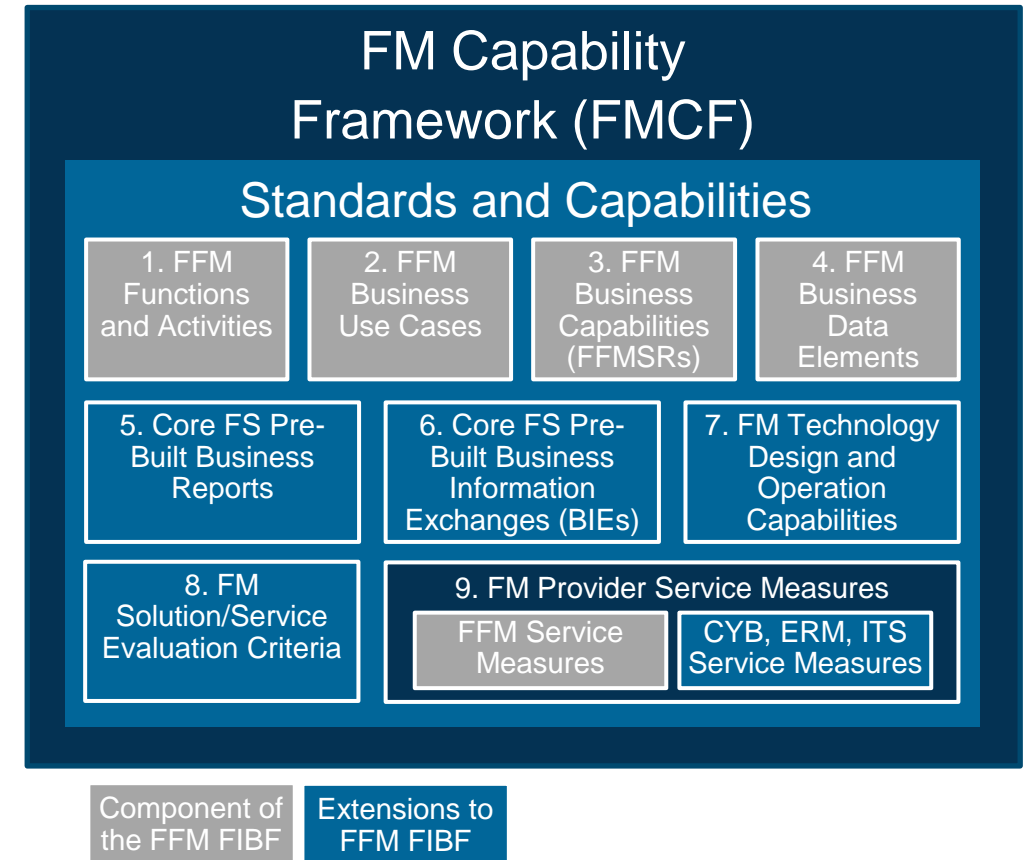 FM Capability
Framework (FMCF)
Standards and Capabilities
1. FFM
Functions
and Activities
2. FFM
Business
Use Cases
3. FFM
Business
Capabilities
(FFMSRs)
4. FFM
Business
Data
Elements
5. Core FS Pre-
Built Business
Reports
6. Core FS Pre-
Built Business
Information
Exchanges (BIEs)
7. FM Technology
Design and
Operation
Capabilities
8. FM
Solution/Service
Evaluation Criteria
9. FM Provider Service Measures
FFM Service
Measures
CYB, ERM, ITS
Service Measures
Component of
the FFM FIBF
Extensions to
FFM FIBF